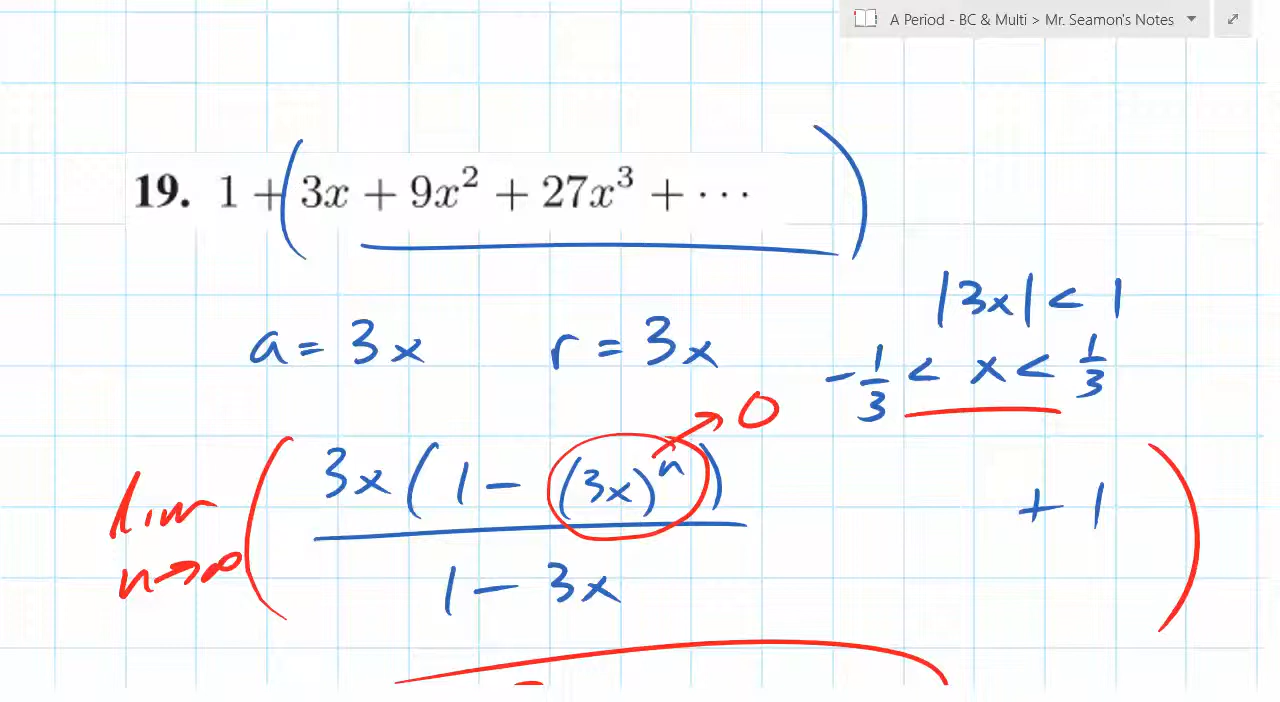 A Period - BC & Multi > Mr. Seamon's Notes
19. 1 + (3x + 9x² + 27x³ + ···)
|3x| < 1
a = 3x r = 3x
-1/3 < x < 1/3
0
lim n→∞ ( 3x(1 - (3x)ⁿ) / (1 - 3x) + 1 )